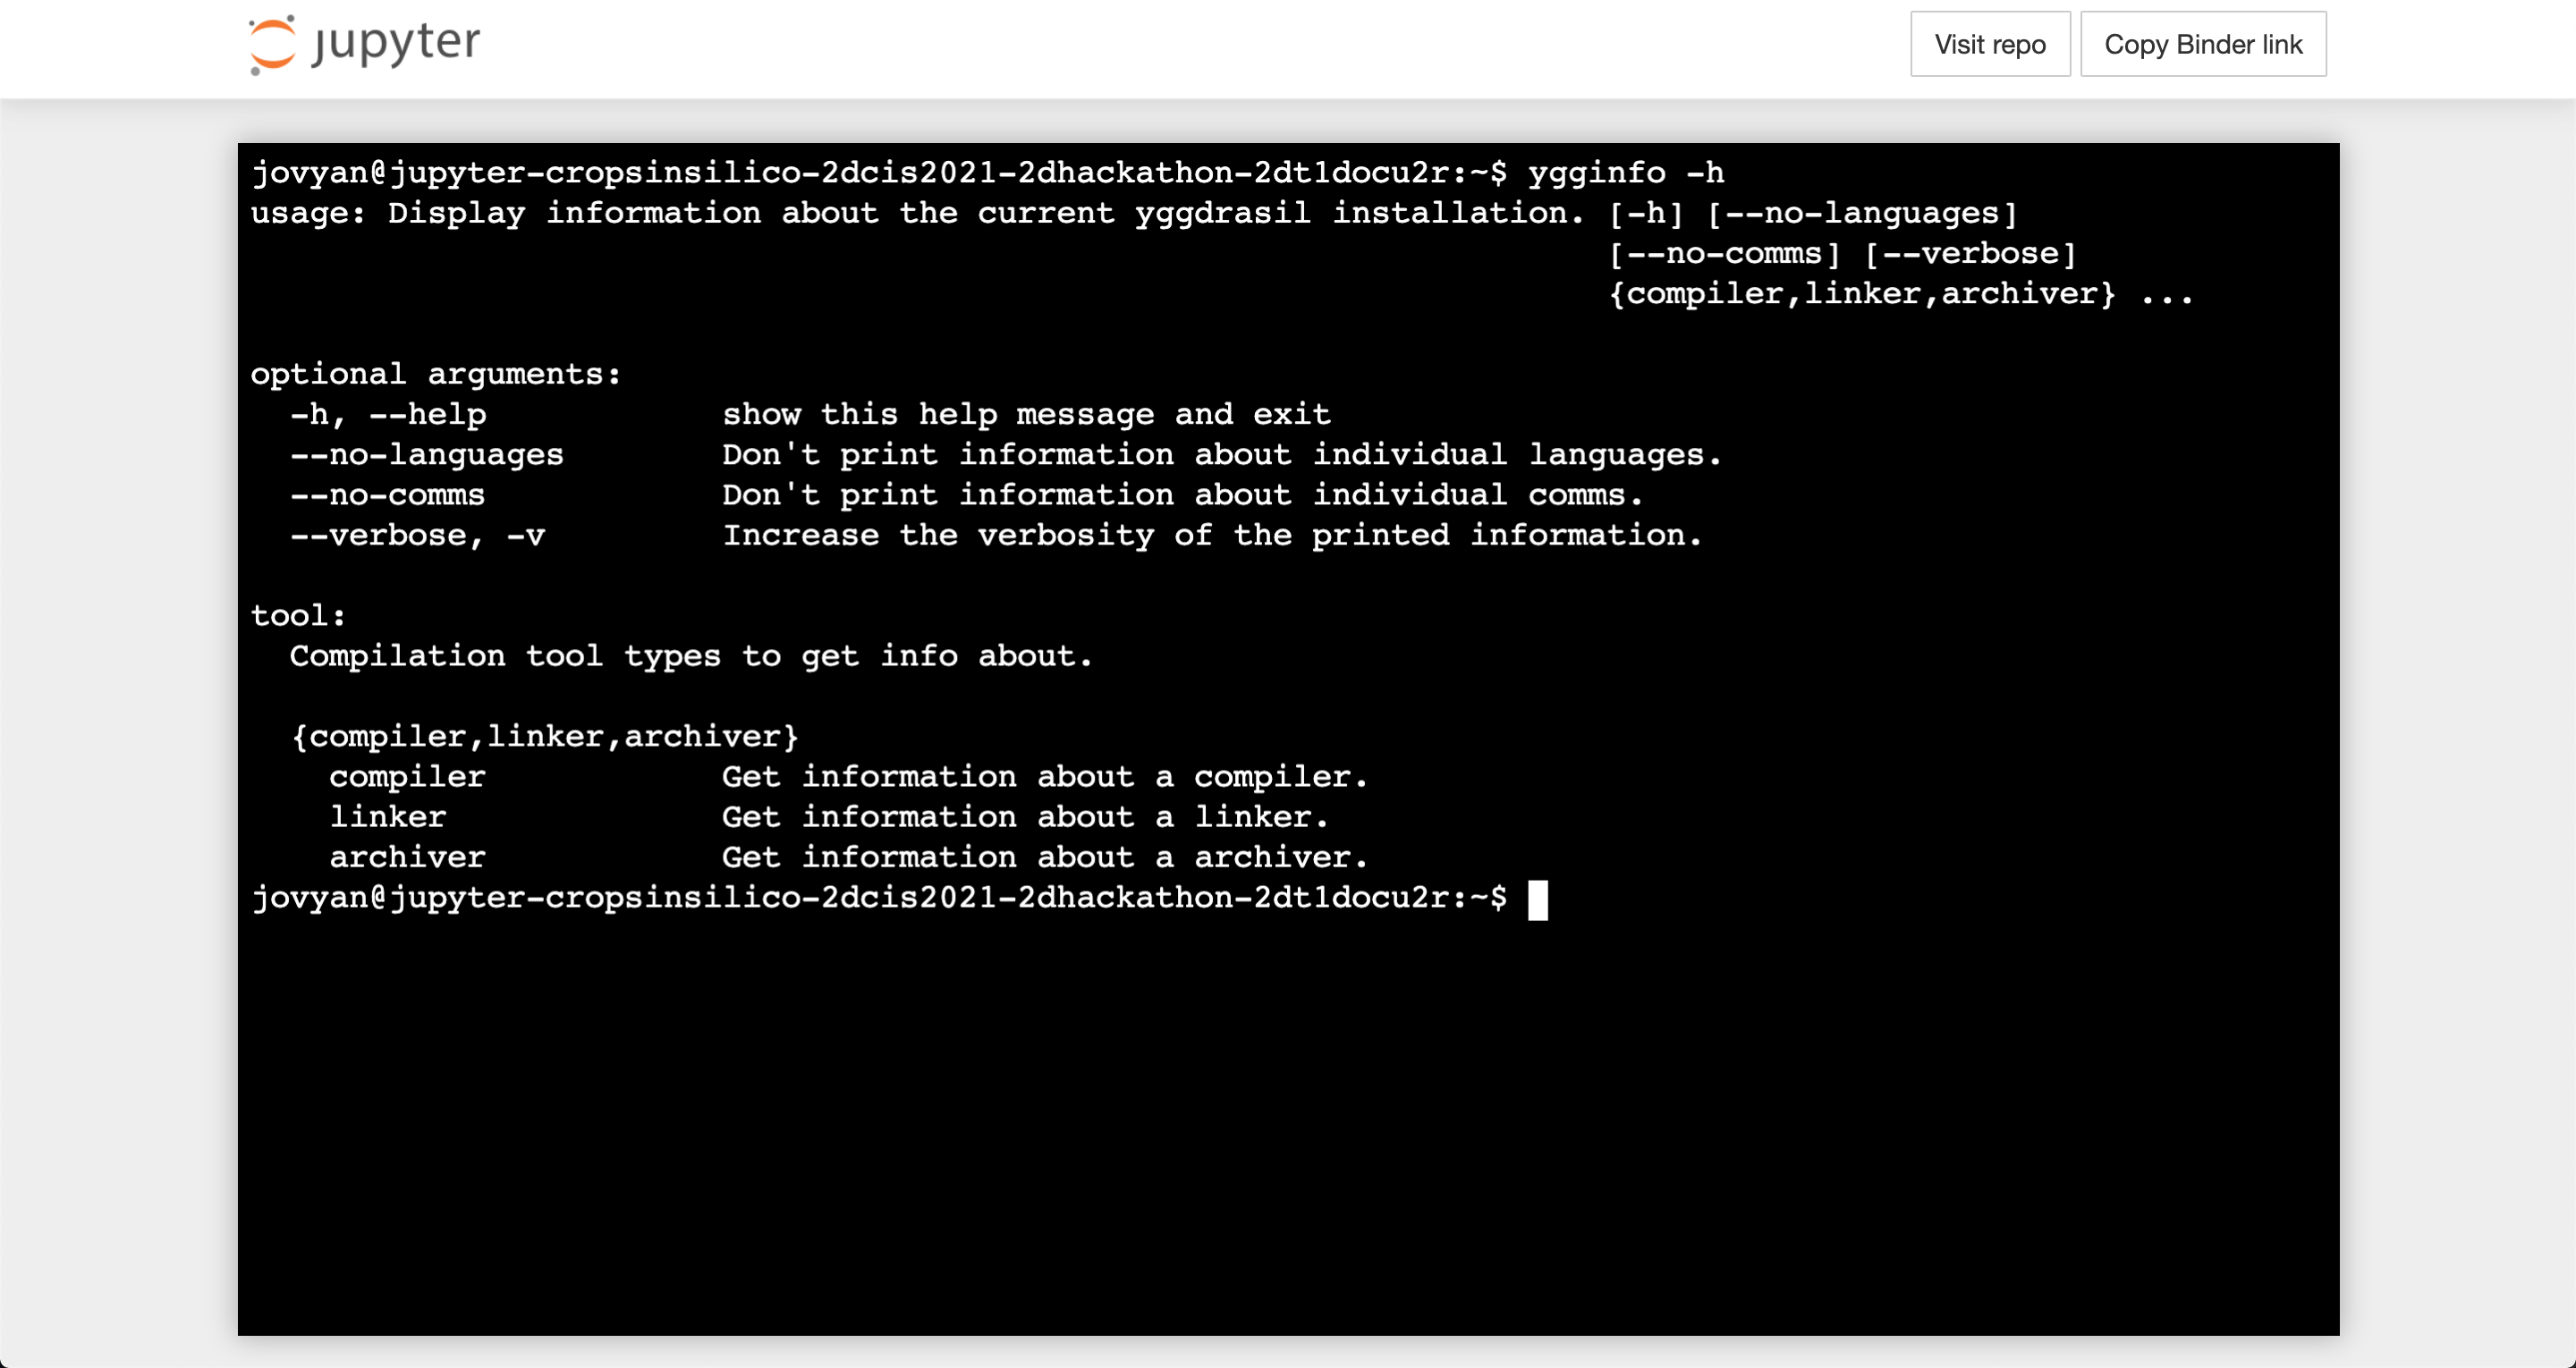 jupyter
Visit repo
Copy Binder link
jovyan@jupyter-cropsinsilico-2dcis2021-2dhackathon-2dt1docu2r:~$ ygginfo -h
usage: Display information about the current yggdrasil installation. [-h] [--no-languages]
[--no-comms] [--verbose]
{compiler,linker,archiver} ...
optional arguments:
-h, --help show this help message and exit
--no-languages Don't print information about individual languages.
--no-comms Don't print information about individual comms.
--verbose, -v Increase the verbosity of the printed information.
tool:
Compilation tool types to get info about.
{compiler,linker,archiver}
compiler Get information about a compiler.
linker Get information about a linker.
archiver Get information about a archiver.
jovyan@jupyter-cropsinsilico-2dcis2021-2dhackathon-2dt1docu2r:~$